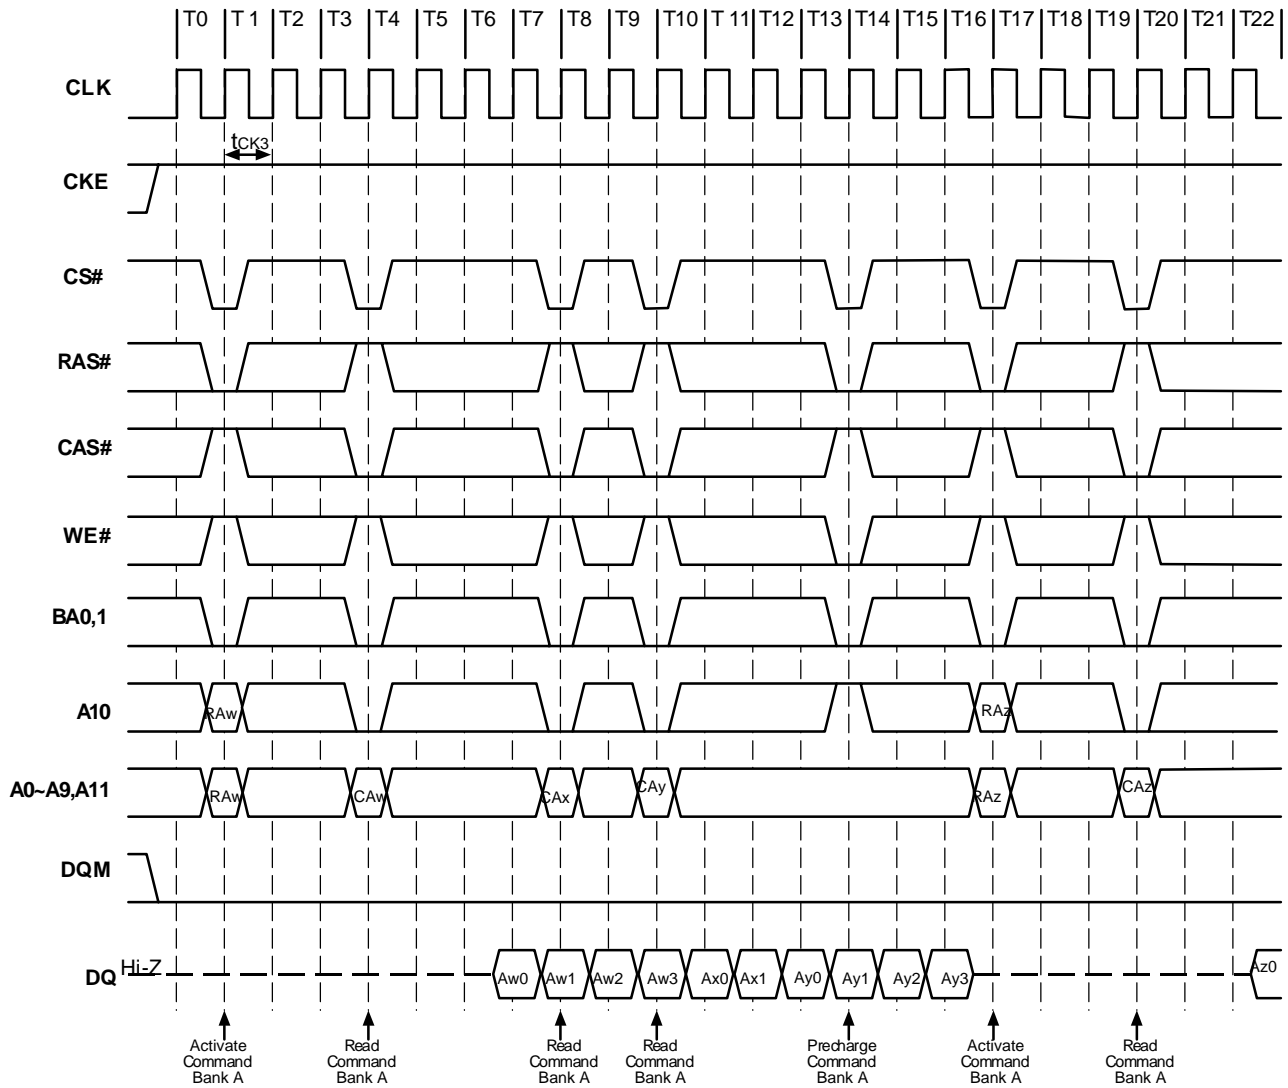 T0 T 1 T2 T3 T4 T5 T6 T7 T8 T9 T10 T 11 T12 T13 T14 T15 T16 T17 T18 T19 T20 T21 T22
CLK
tCK3
CKE
CS#
RAS#
CAS#
WE#
BA0,1
A10 RAw RAz
A0~A9,A11 RAw CAw CAx CAy RAz CAz
DQM
DQ Hi-Z Aw0 Aw1 Aw2 Aw3 Ax0 Ax1 Ay0 Ay1 Ay2 Ay3 Az0
Activate Read Read Read Precharge Activate Read
Command Command Command Command Command Command Command
Bank A Bank A Bank A Bank A Bank A Bank A Bank A